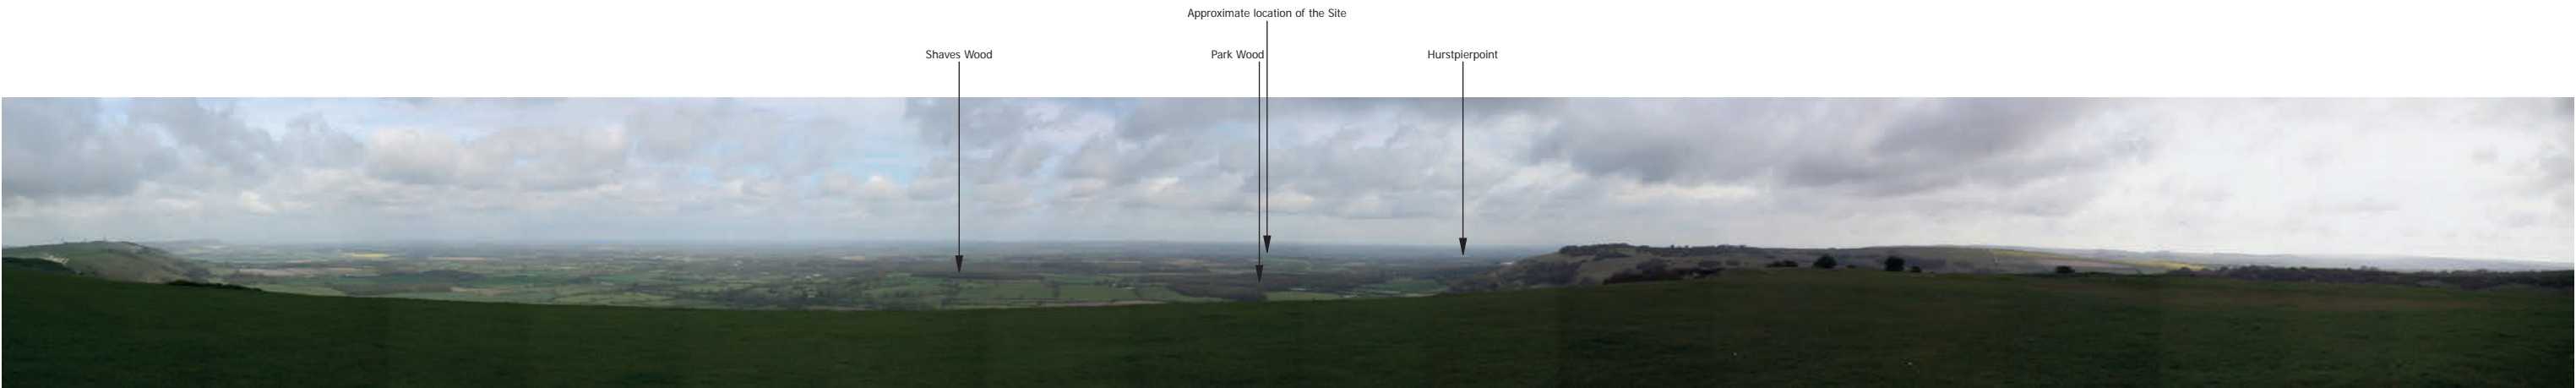 Approximate location of the Site
Shaves Wood
Park Wood
Hurstpierpoint